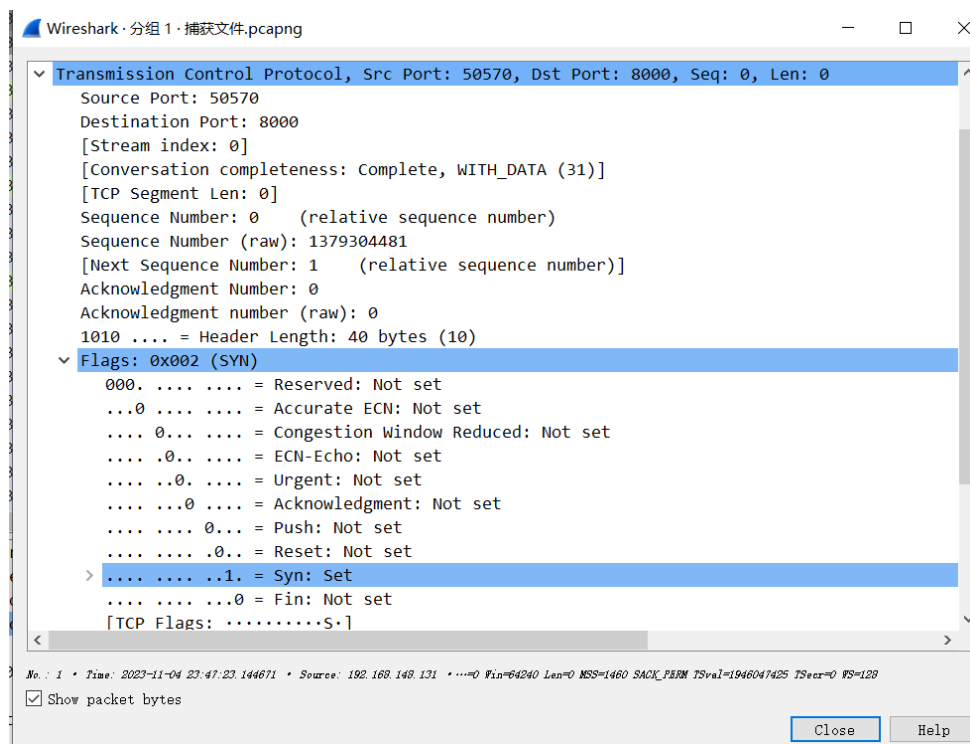 Wireshark · 分组 1 · 捕获文件.pcapng
Transmission Control Protocol, Src Port: 50570, Dst Port: 8000, Seq: 0, Len: 0
Source Port: 50570
Destination Port: 8000
[Stream index: 0]
[Conversation completeness: Complete, WITH_DATA (31)]
[TCP Segment Len: 0]
Sequence Number: 0    (relative sequence number)
Sequence Number (raw): 1379304481
[Next Sequence Number: 1    (relative sequence number)]
Acknowledgment Number: 0
Acknowledgment number (raw): 0
1010 .... = Header Length: 40 bytes (10)
Flags: 0x002 (SYN)
000. .... .... = Reserved: Not set
...0 .... .... = Accurate ECN: Not set
.... 0... .... = Congestion Window Reduced: Not set
.... .0.. .... = ECN-Echo: Not set
.... ..0. .... = Urgent: Not set
.... ...0 .... = Acknowledgment: Not set
.... .... 0... = Push: Not set
.... .... .0.. = Reset: Not set
.... .... ..1. = Syn: Set
.... .... ...0 = Fin: Not set
[TCP Flags: ··········S·]
No.: 1 · Time: 2023-11-04 23:47:23.144671 · Source: 192.168.148.131 · ···=0 Win=64240 Len=0 MSS=1460 SACK_PERM TSval=1946047425 TSecr=0 WS=128
Show packet bytes
Close
Help